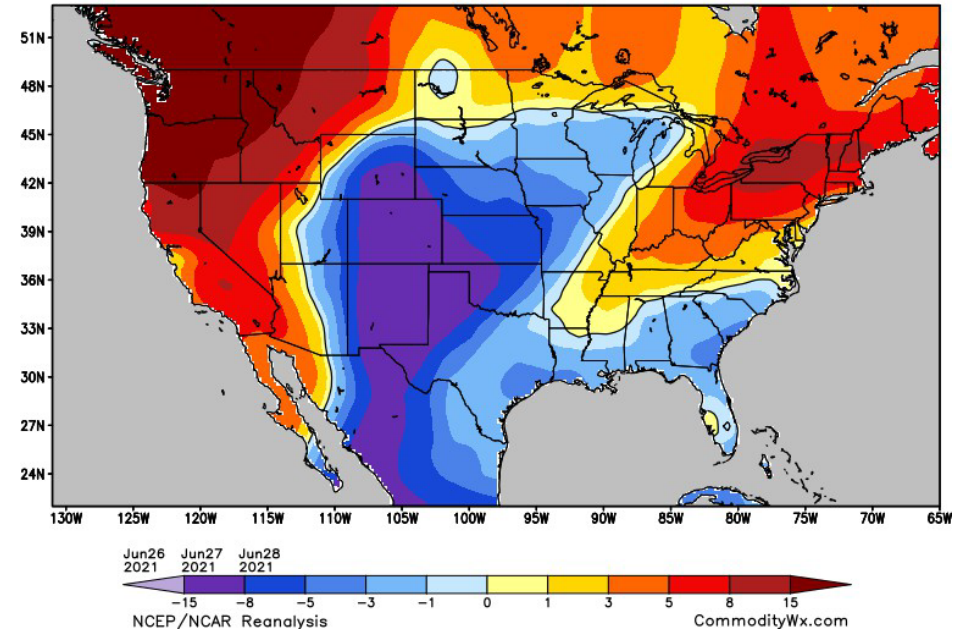 51N
48N
45N
42N
39N
36N
33N
30N
27N
24N
130W 125W 120W 115W 110W 105W 100W 95W 90W 85W 80W 75W 70W 65W
Jun26 Jun27 Jun28
2021 2021 2021
-15 -8 -5 -3 -1 0 1 3 5 8 15
NCEP/NCAR Reanalysis CommodityWx.com